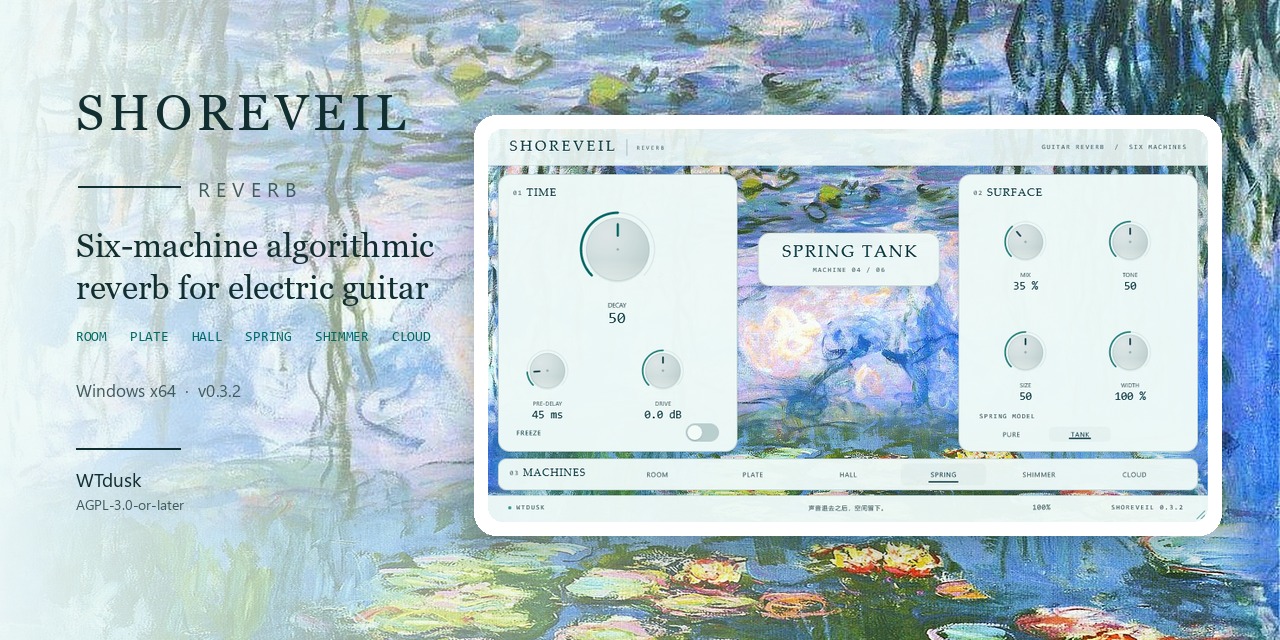 SHOREVEIL
REVERB
Six-machine algorithmic
reverb for electric guitar
ROOM PLATE HALL SPRING SHIMMER CLOUD
Windows x64 · v0.3.2
WTdusk
AGPL-3.0-or-later
SHOREVEIL REVERB
GUITAR REVERB / SIX MACHINES
01 TIME
DECAY
50
PRE-DELAY
45 ms
DRIVE
0.0 dB
FREEZE
SPRING TANK
MACHINE 04 / 06
02 SURFACE
MIX
35 %
TONE
50
SIZE
50
WIDTH
100 %
SPRING MODEL
PURE TANK
03 MACHINES ROOM PLATE HALL SPRING SHIMMER CLOUD
WTDUSK
声音退去之后，空间留下。
100%
SHOREVEIL 0.3.2